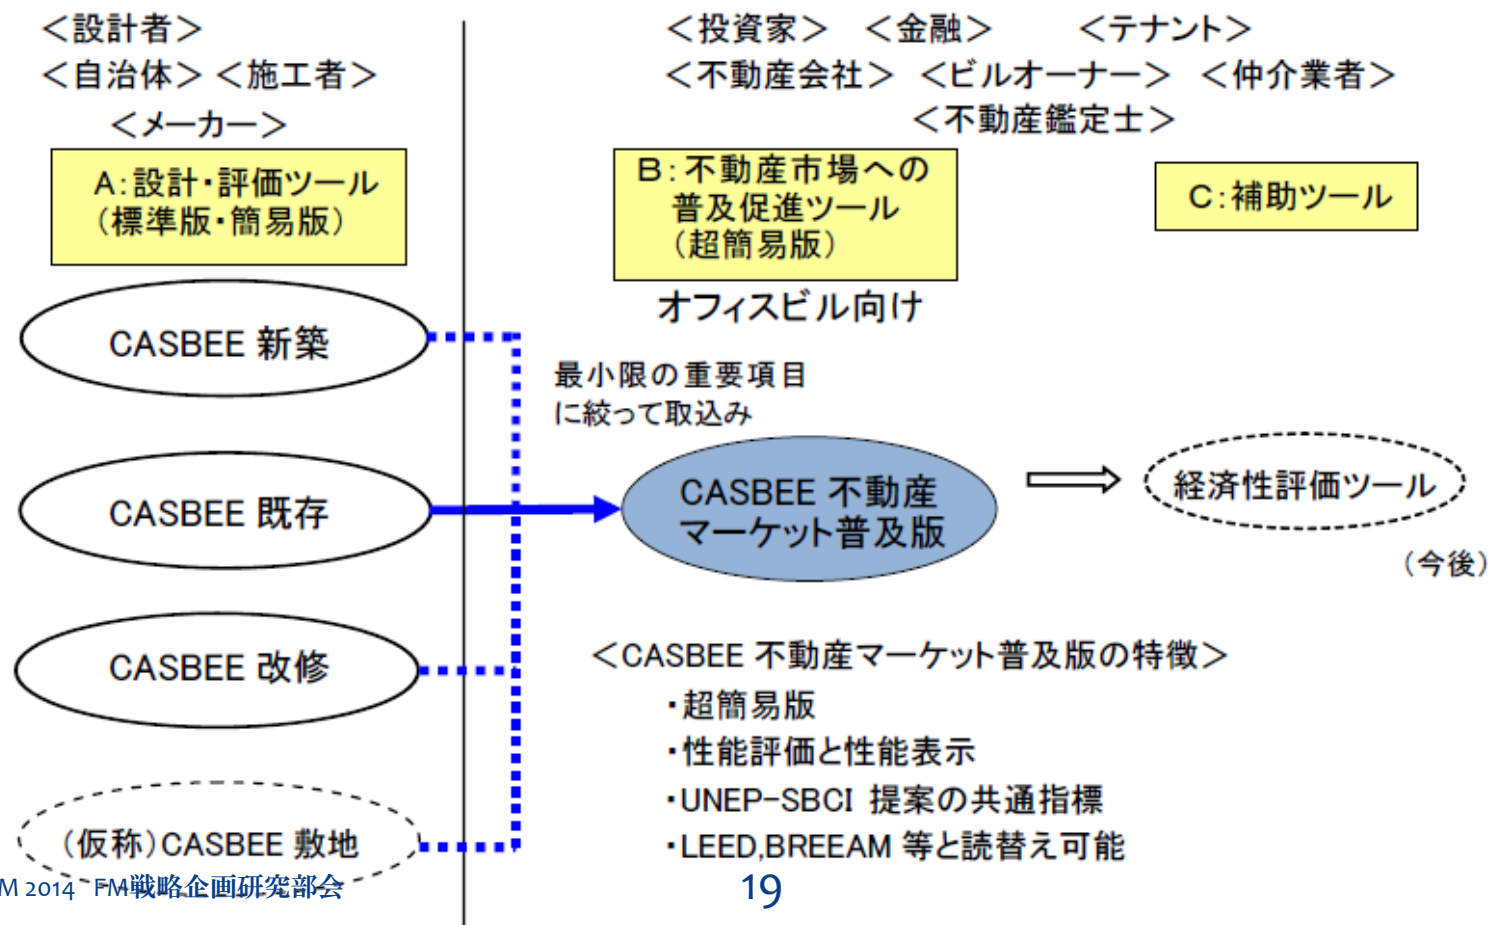 ＜設計者＞
＜自治体＞＜施工者＞
＜メーカー＞
A：設計・評価ツール
（標準版・簡易版）
CASBEE 新築
CASBEE 既存
CASBEE 改修
（仮称）CASBEE 敷地
＜投資家＞ ＜金融＞ ＜テナント＞
＜不動産会社＞ ＜ビルオーナー＞ ＜仲介業者＞
＜不動産鑑定士＞
B：不動産市場への
普及促進ツール
（超簡易版）
オフィスビル向け
C：補助ツール
最小限の重要項目
に絞って取込み
CASBEE 不動産
マーケット普及版
経済性評価ツール
（今後）
＜CASBEE 不動産マーケット普及版の特徴＞
・超簡易版
・性能評価と性能表示
・UNEP-SBCI 提案の共通指標
・LEED,BREEAM 等と読替え可能
M 2014 FM戦略企画研究部会
19